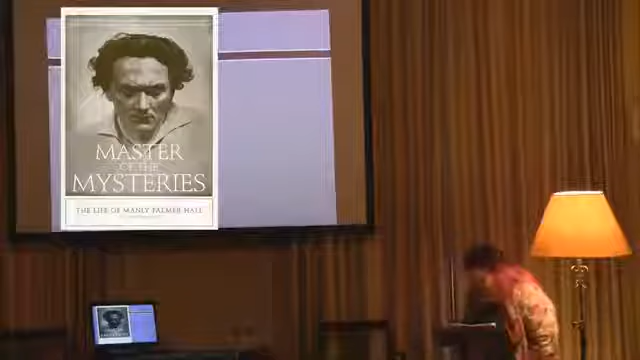 MASTER
OF THE
MYSTERIES
THE LIFE OF MANLY PALMER HALL